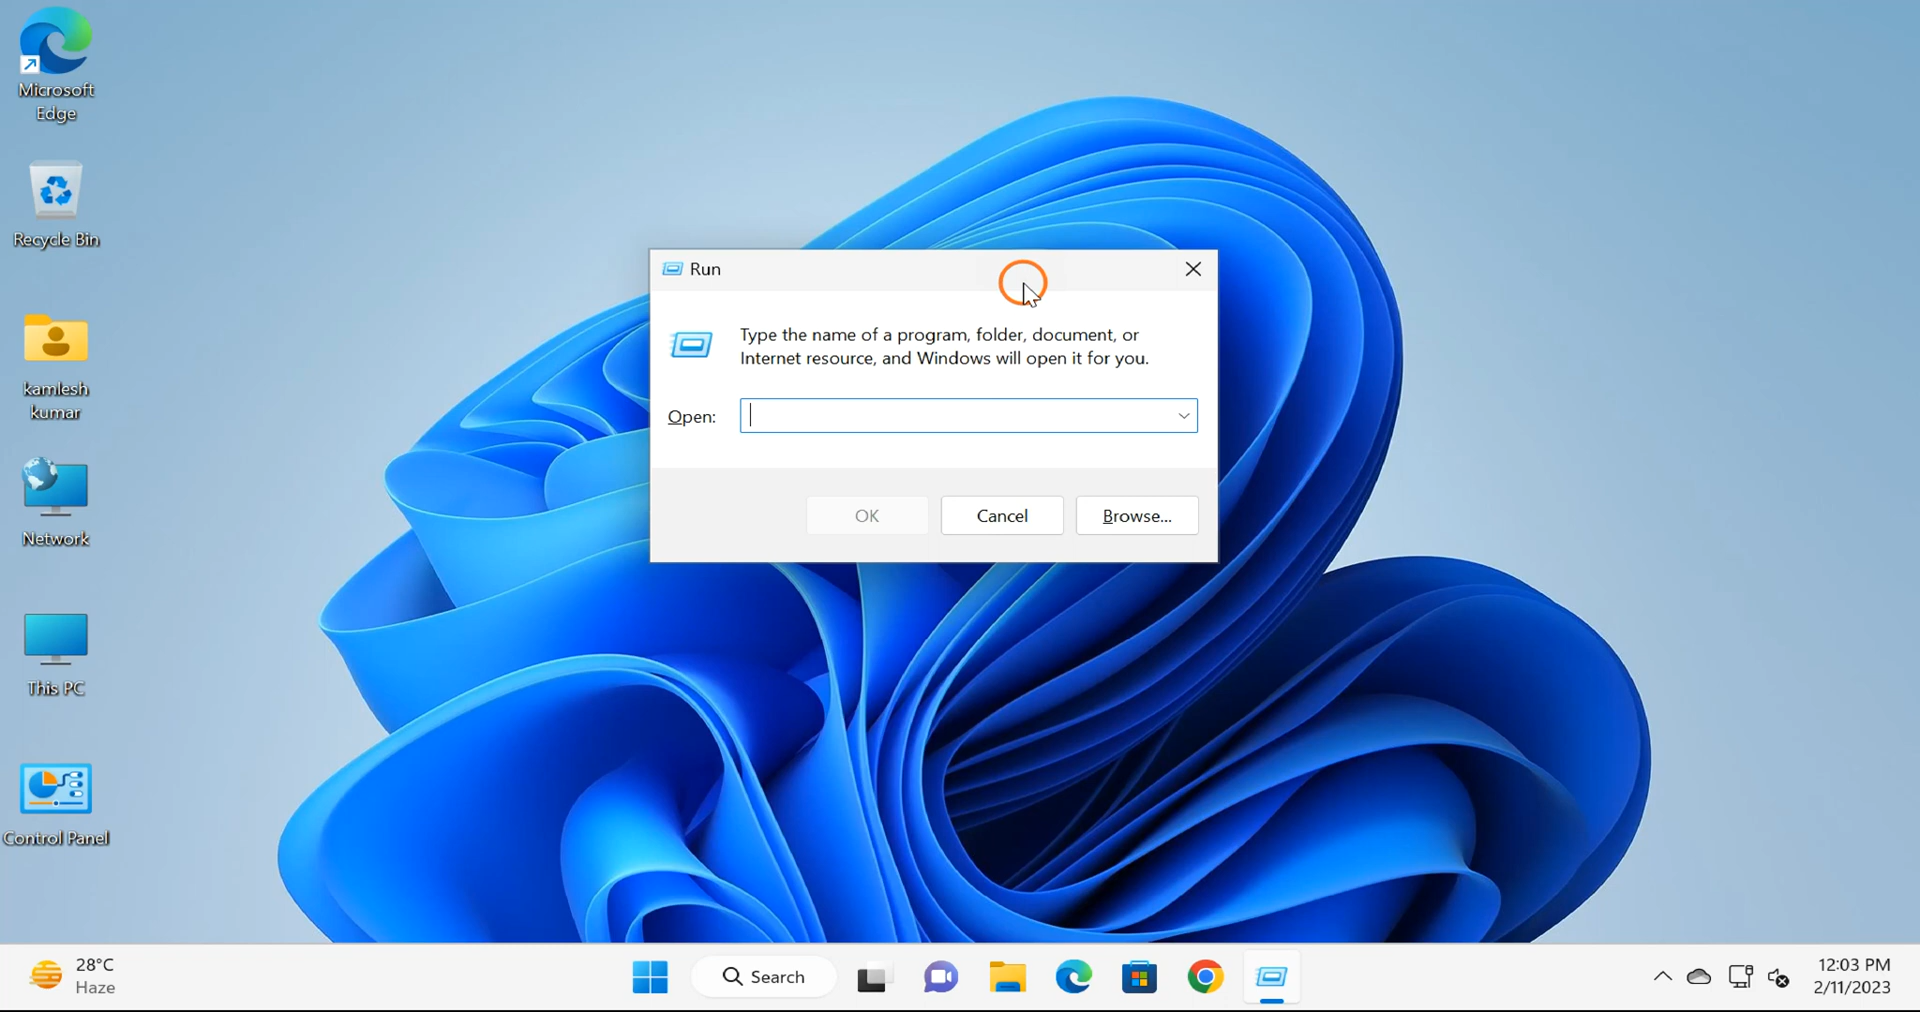 Microsoft
Edge
Recycle Bin
kamlesh
kumar
Network
This PC
Control Panel
Run
Type the name of a program, folder, document, or
Internet resource, and Windows will open it for you.
Open:
OK Cancel Browse...
28°C
Haze
Search
12:03 PM
2/11/2023